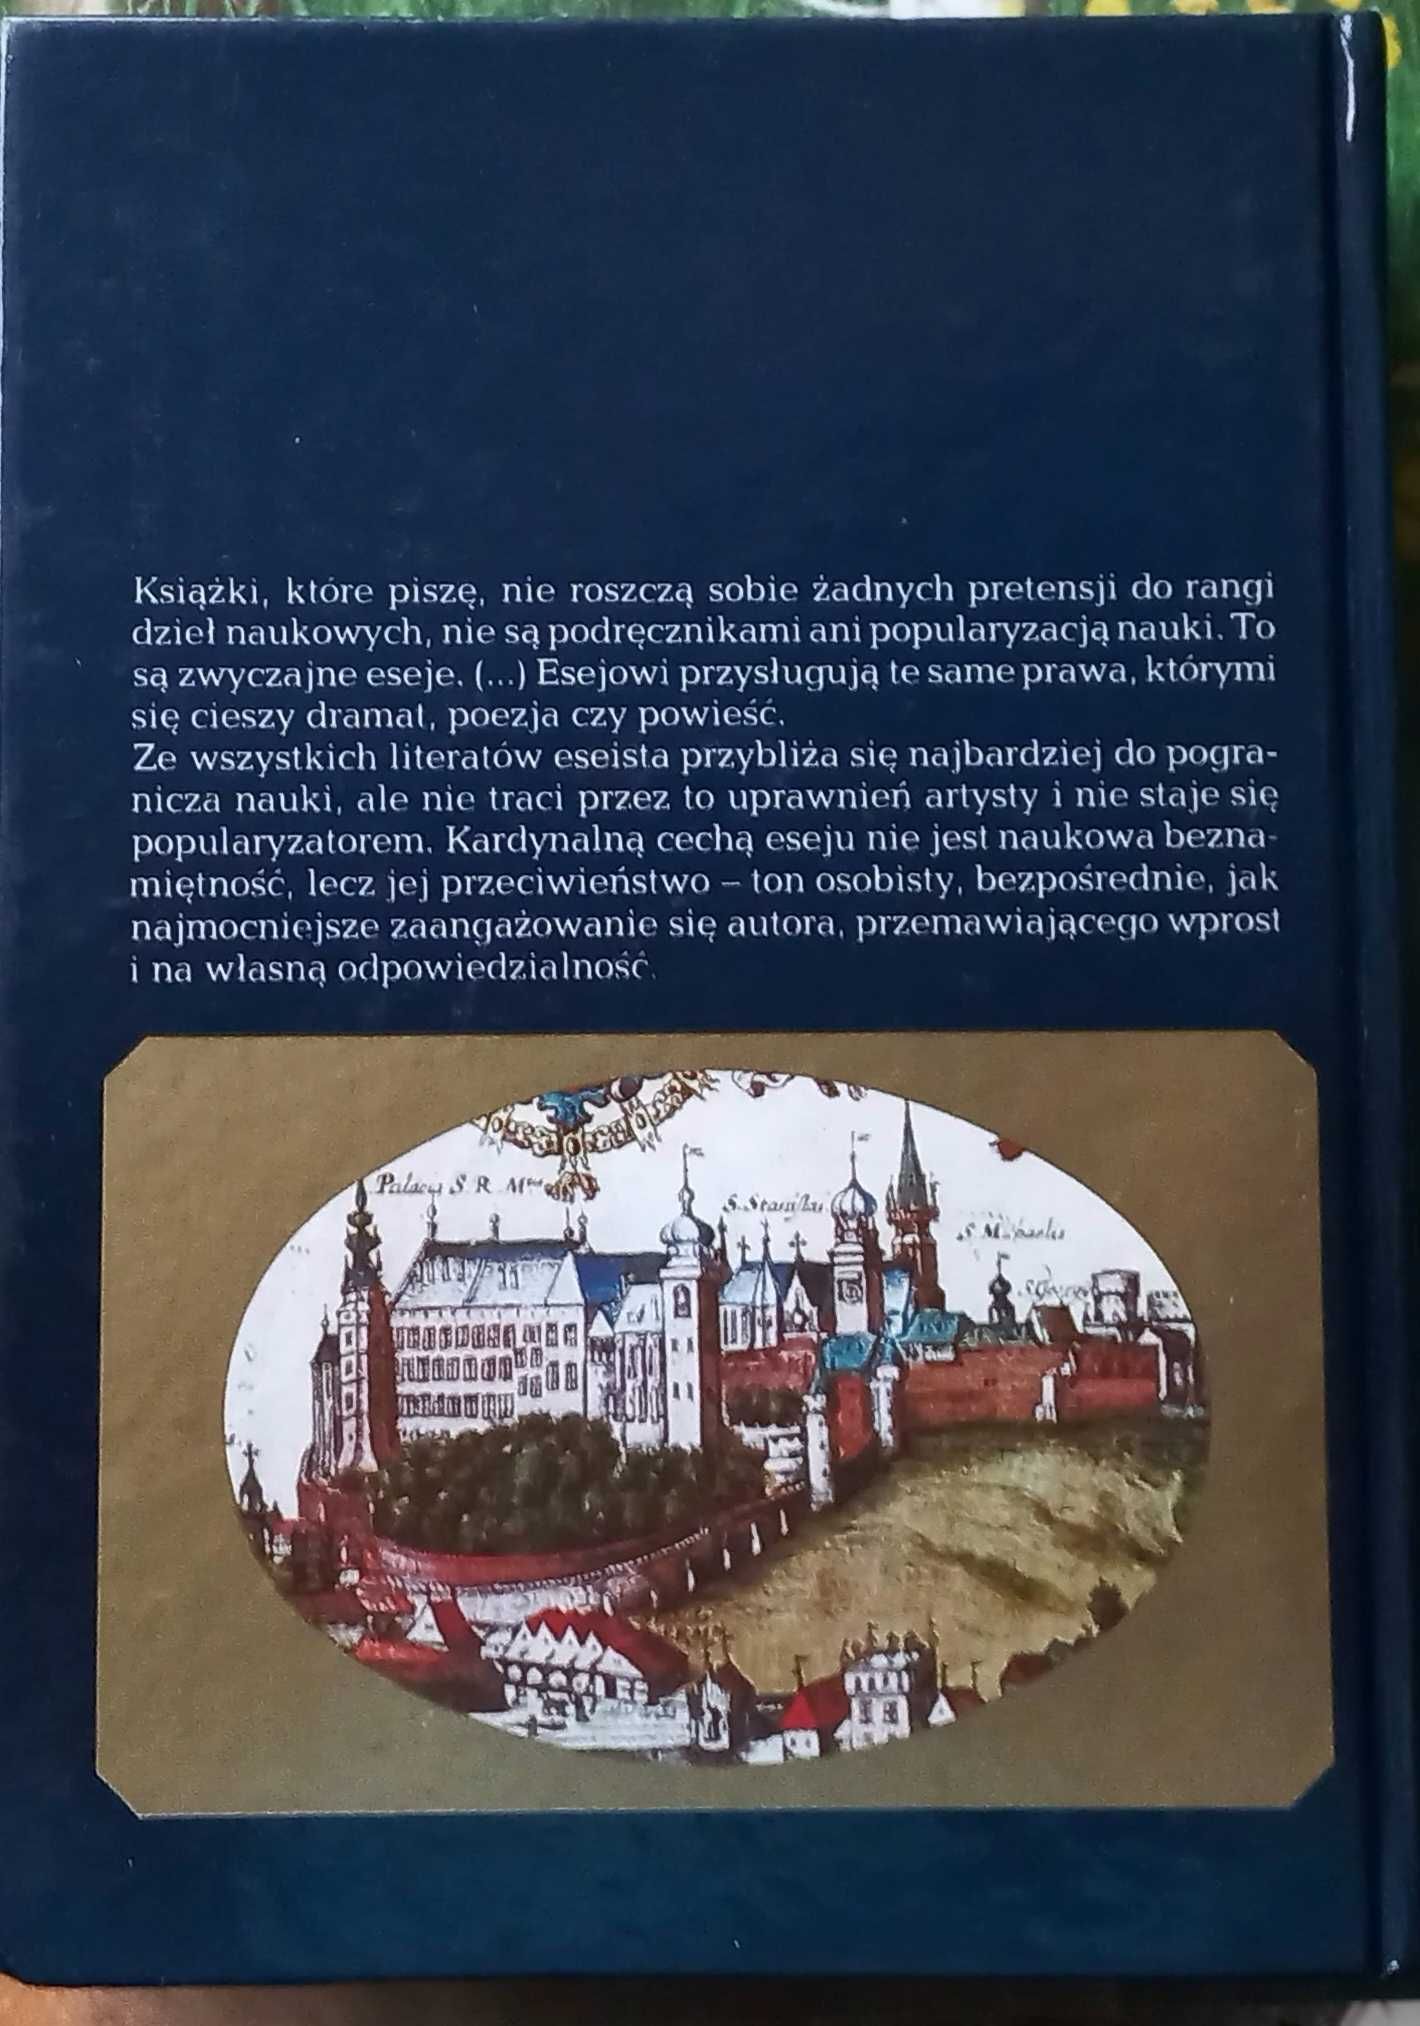 Książki, które piszę, nie roszczą sobie żadnych pretensji do rangi
dzieł naukowych, nie są podręcznikami ani popularyzacją nauki. To
są zwyczajne eseje. (...) Esejowi przysługują te same prawa, którymi
się cieszy dramat, poezja czy powieść.
Ze wszystkich literatów eseista przybliża się najbardziej do pogra-
nicza nauki, ale nie traci przez to uprawnień artysty i nie staje się
popularyzatorem. Kardynalną cechą eseju nie jest naukowa bezna-
miętność, lecz jej przeciwieństwo – ton osobisty, bezpośrednie, jak
najmocniejsze zaangażowanie się autora, przemawiającego wprost
i na własną odpowiedzialność.
S. R.